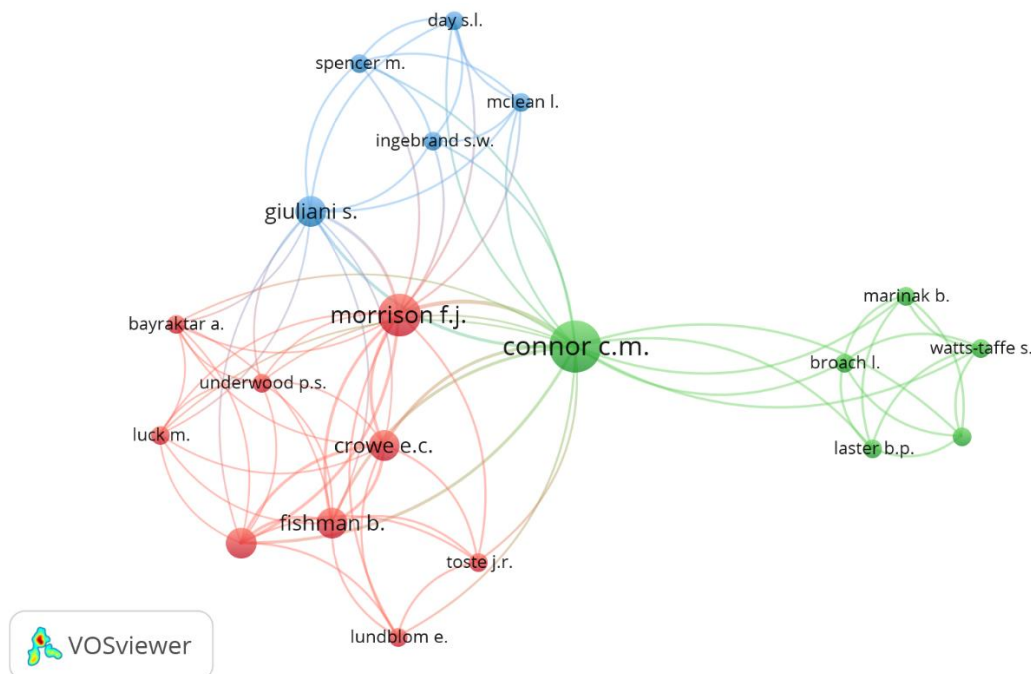 day s.l.
spencer m.
mclean l.
ingebrand s.w.
giuliani s.
morrison f.j.
connor c.m.
marinak b.
watts-taffe s.
broach l.
laster b.p.
bayraktar a.
underwood p.s.
luck m.
crowe e.c.
fishman b.
toste j.r.
lundblom e.
VOSviewer